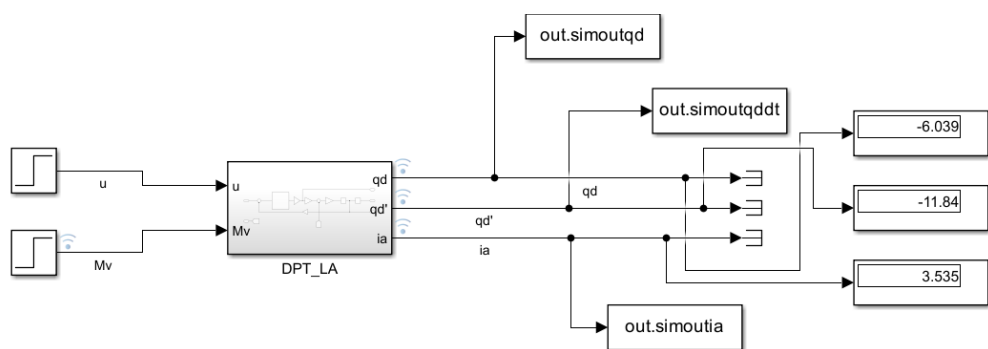 out.simoutqd
out.simoutqddt
-6.039
u
u
qd
qd
-11.84
qd'
qd'
Mv
Mv
ia
ia
DPT_LA
3.535
out.simoutia